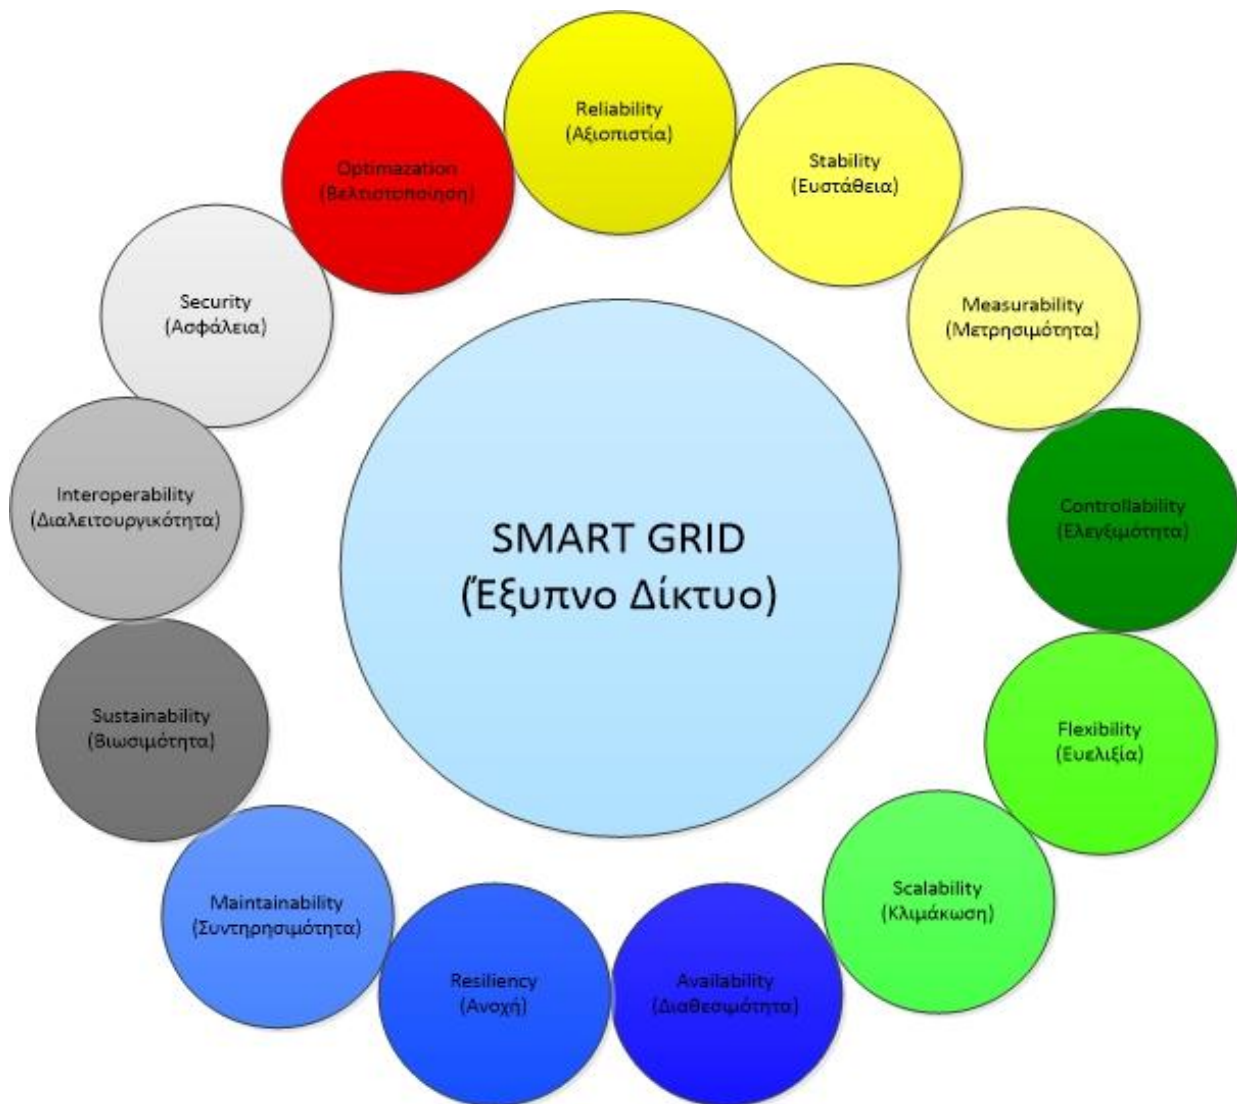 Reliability
(Αξιοπιστία)
Stability
(Ευστάθεια)
Measurability
(Μετρησιμότητα)
Controllability
(Ελεγξιμότητα)
Flexibility
(Ευελιξία)
Scalability
(Κλιμάκωση)
Availability
(Διαθεσιμότητα)
Resiliency
(Ανοχή)
Maintainability
(Συντηρησιμότητα)
Sustainability
(Βιωσιμότητα)
Interoperability
(Διαλειτουργικότητα)
Security
(Ασφάλεια)
Optimazation
(Βελτιστοποίηση)
SMART GRID
(Έξυπνο Δίκτυο)